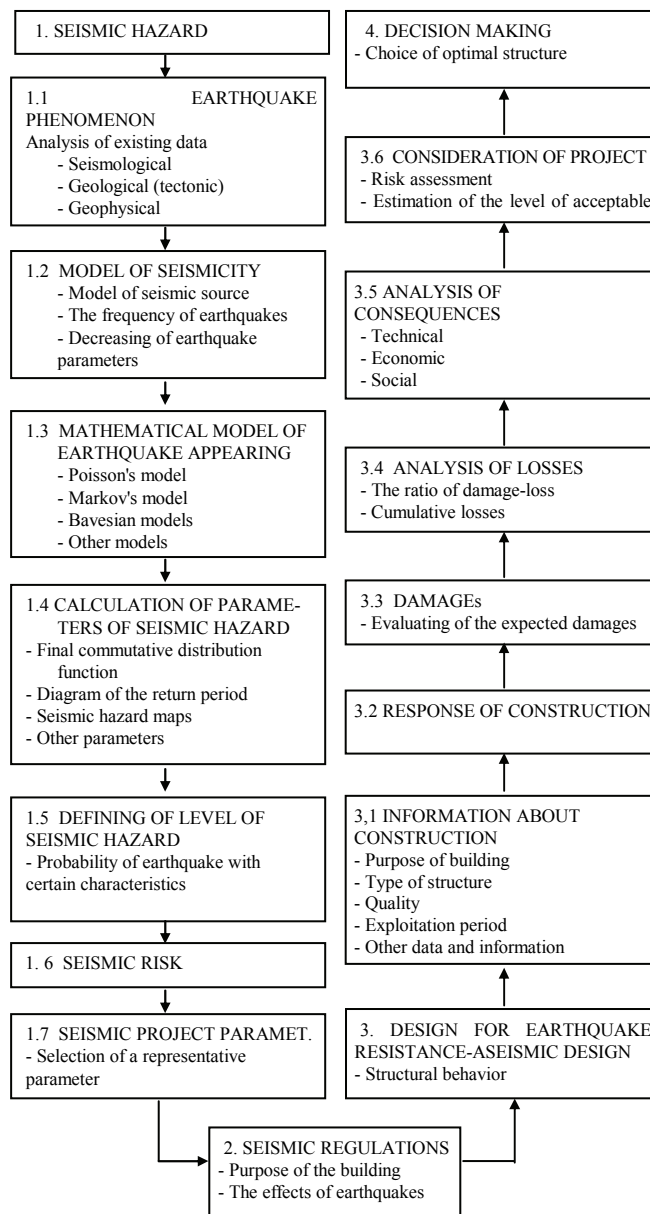 1. SEISMIC HAZARD
1.1 EARTHQUAKE
PHENOMENON
Analysis of existing data
- Seismological
- Geological (tectonic)
- Geophysical
1.2 MODEL OF SEISMICITY
- Model of seismic source
- The frequency of earthquakes
- Decreasing of earthquake
parameters
1.3 MATHEMATICAL MODEL OF
EARTHQUAKE APPEARING
- Poisson's model
- Markov's model
- Bavesian models
- Other models
1.4 CALCULATION OF PARAME-
TERS OF SEISMIC HAZARD
- Final commutative distribution
function
- Diagram of the return period
- Seismic hazard maps
- Other parameters
1.5 DEFINING OF LEVEL OF
SEISMIC HAZARD
- Probability of earthquake with
certain characteristics
1. 6 SEISMIC RISK
1.7 SEISMIC PROJECT PARAMET.
- Selection of a representative
parameter
2. SEISMIC REGULATIONS
- Purpose of the building
- The effects of earthquakes
3. DESIGN FOR EARTHQUAKE
RESISTANCE-ASEISMIC DESIGN
- Structural behavior
3,1 INFORMATION ABOUT
CONSTRUCTION
- Purpose of building
- Type of structure
- Quality
- Exploitation period
- Other data and information
3.2 RESPONSE OF CONSTRUCTION
3.3 DAMAGEs
- Evaluating of the expected damages
3.4 ANALYSIS OF LOSSES
- The ratio of damage-loss
- Cumulative losses
3.5 ANALYSIS OF
CONSEQUENCES
- Technical
- Economic
- Social
3.6 CONSIDERATION OF PROJECT
- Risk assessment
- Estimation of the level of acceptable
4. DECISION MAKING
- Choice of optimal structure